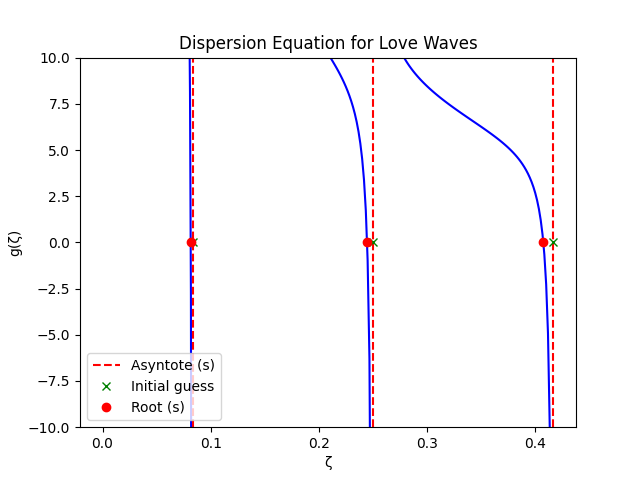 Dispersion Equation for Love Waves
g(ζ)
10.0
7.5
5.0
2.5
0.0
−2.5
−5.0
−7.5
−10.0
Asyntote (s)
Initial guess
Root (s)
0.0 0.1 0.2 0.3 0.4
ζ